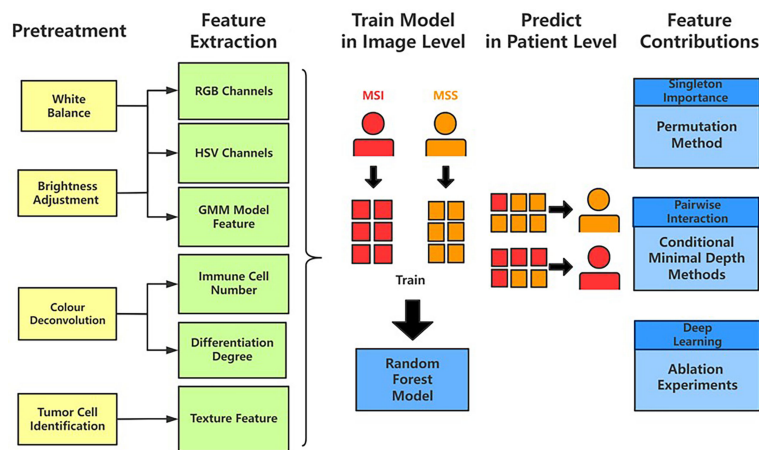 Pretreatment
Feature
Extraction
Train Model
in Image Level
Predict
in Patient Level
Feature
Contributions
White
Balance
Brightness
Adjustment
Colour
Deconvolution
Tumor Cell
Identification
RGB Channels
HSV Channels
GMM Model
Feature
Immune Cell
Number
Differentiation
Degree
Texture Feature
MSI
MSS
Train
Random
Forest
Model
Singleton
Importance
Permutation
Method
Pairwise
Interaction
Conditional
Minimal Depth
Methods
Deep
Learning
Ablation
Experiments